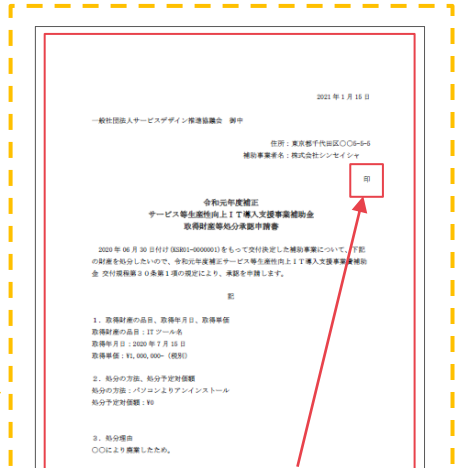 2021 年 1 月 15 日
一般社団法人サービスデザイン推進協議会 御中
住所：東京都千代田区〇〇5-5-5
補助事業者名：株式会社シンセイシャ
印
令和元年度補正
サービス等生産性向上ＩＴ導入支援事業補助金
取得財産等処分承認申請書
2020 年 06 月 30 日付け(KSR01-0000001)をもって交付決定した補助事業について、下記
の財産を処分したいので、令和元年度補正サービス等生産性向上ＩＴ導入支援事業費補助
金 交付規程第３０条第１項の規定により、承認を申請します。
記
１．取得財産の品目、取得年月日、取得単価
取得財産の品目：IT ツール名
取得年月日：2020 年 7 月 15 日
取得単価：¥1,000,000-（税別）
２．処分の方法、処分予定対価額
処分の方法：パソコンよりアンインストール
処分予定対価額：¥0
３．処分理由
〇〇により廃業したため。